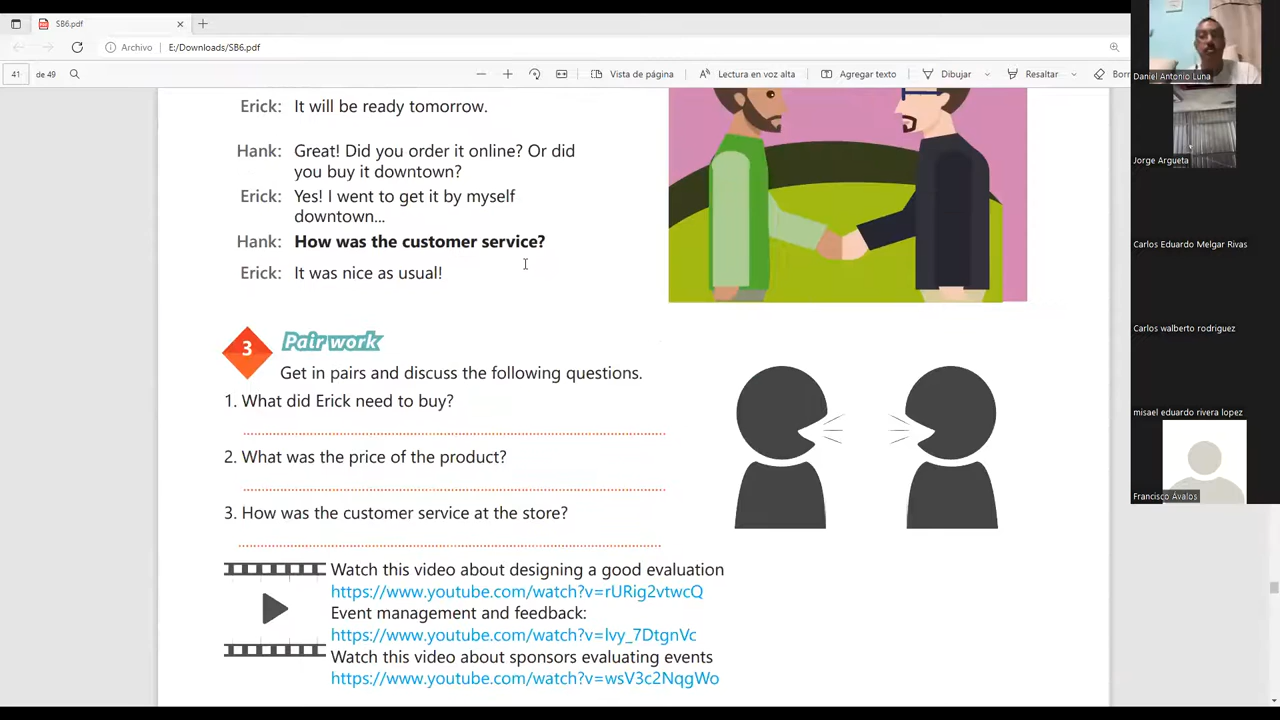 SB6.pdf
Archivo
E:/Downloads/SB6.pdf
41
de 49
Vista de página
Lectura en voz alta
Agregar texto
Dibujar
Resaltar
Borr
Erick: It will be ready tomorrow.
Hank: Great! Did you order it online? Or did
you buy it downtown?
Erick: Yes! I went to get it by myself
downtown...
Hank: How was the customer service?
Erick: It was nice as usual!
3
Pair work
Get in pairs and discuss the following questions.
1. What did Erick need to buy?
2. What was the price of the product?
3. How was the customer service at the store?
Watch this video about designing a good evaluation
https://www.youtube.com/watch?v=rURig2vtwcQ
Event management and feedback:
https://www.youtube.com/watch?v=lvy_7DtgnVc
Watch this video about sponsors evaluating events
https://www.youtube.com/watch?v=wsV3c2NqgWo
Daniel Antonio Luna
Jorge Argueta
Carlos Eduardo Melgar Rivas
Carlos walberto rodriguez
misael eduardo rivera lopez
Francisco Avalos